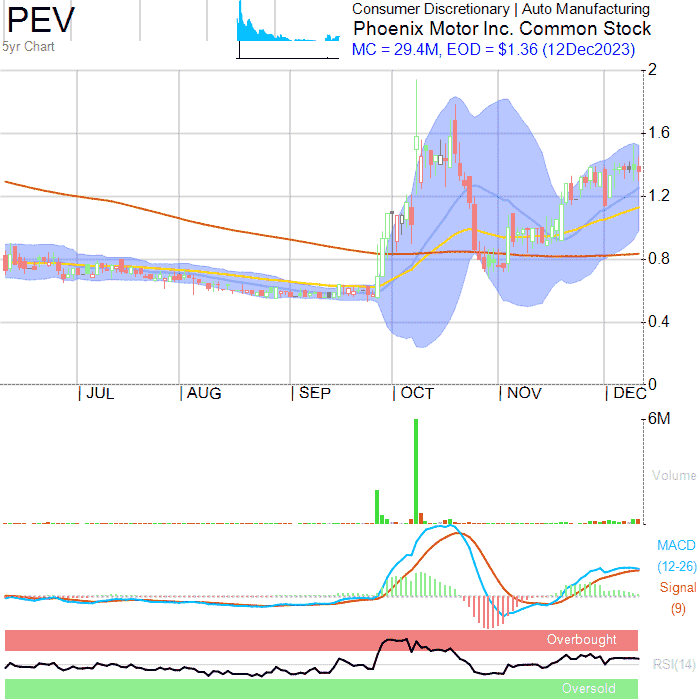 PEV
5yr Chart
Consumer Discretionary | Auto Manufacturing
Phoenix Motor Inc. Common Stock
MC = 29.4M, EOD = $1.36 (12Dec2023)
2
1.6
1.2
0.8
0.4
0
JUL AUG SEP OCT NOV DEC
6M
Volume
MACD
(12-26)
Signal
(9)
Overbought
RSI(14)
Oversold